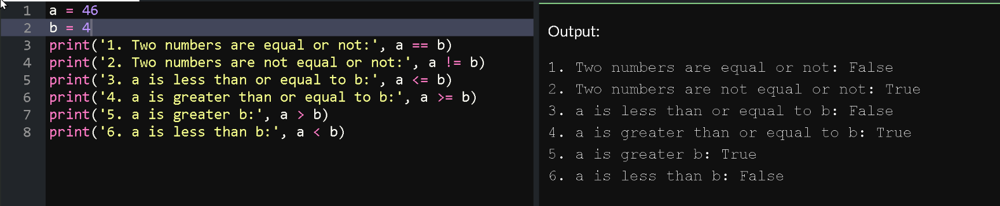 1 a = 46
2 b = 4
3 print('1. Two numbers are equal or not:', a == b)
4 print('2. Two numbers are not equal or not:', a != b)
5 print('3. a is less than or equal to b:', a <= b)
6 print('4. a is greater than or equal to b:', a >= b)
7 print('5. a is greater b:', a > b)
8 print('6. a is less than b:', a < b)
Output:
1. Two numbers are equal or not: False
2. Two numbers are not equal or not: True
3. a is less than or equal to b: False
4. a is greater than or equal to b: True
5. a is greater b: True
6. a is less than b: False